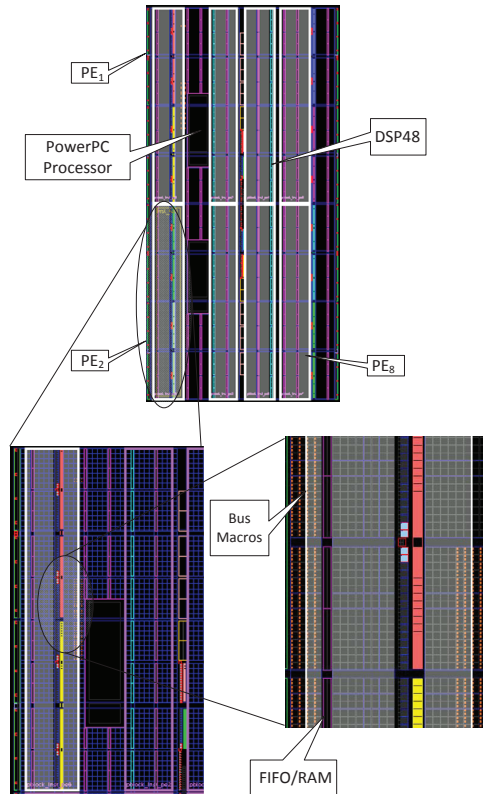 PE1
PowerPC
Processor
DSP48
PE2
PE8
Bus
Macros
FIFO/RAM